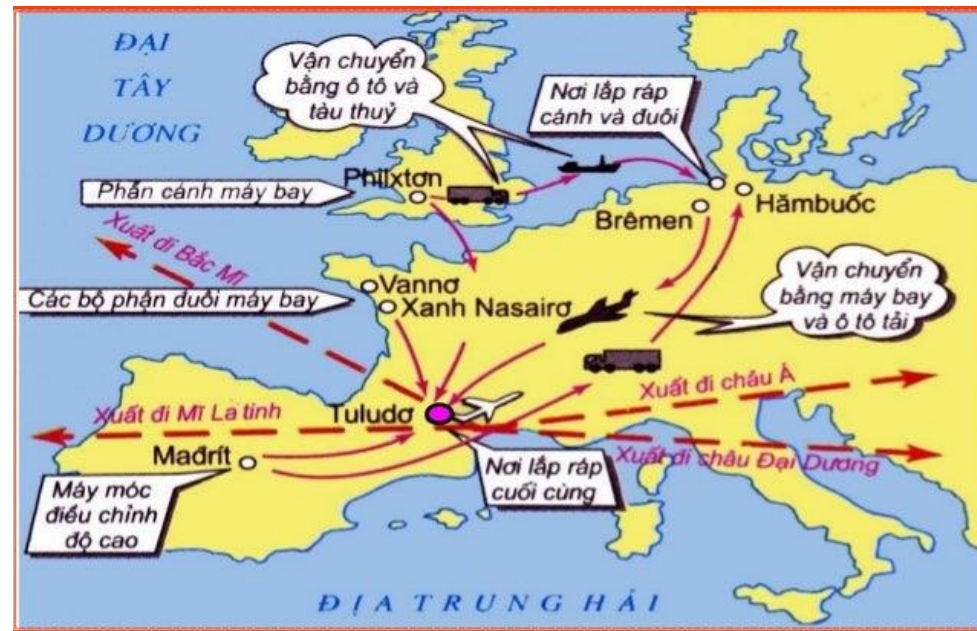 ĐẠI
TÂY
DƯƠNG
Vận chuyển
bằng ô tô và
tàu thuỷ
Nơi lắp ráp
cánh và đuôi
Philxtơn
Phần cánh máy bay
Hămbuốc
Brêmen
Xuất đi Bắc Mĩ
Vannơ
Các bộ phận đuôi máy bay
Xanh Nasairơ
Vận chuyển
bằng máy bay
và ô tô tải
Xuất đi châu Á
Xuất đi Mĩ La tinh
Tuludơ
Xuất đi châu Đại Dương
Mađrít
Nơi lắp ráp
cuối cùng
Máy móc
điều chỉnh
độ cao
ĐỊA TRUNG HẢI